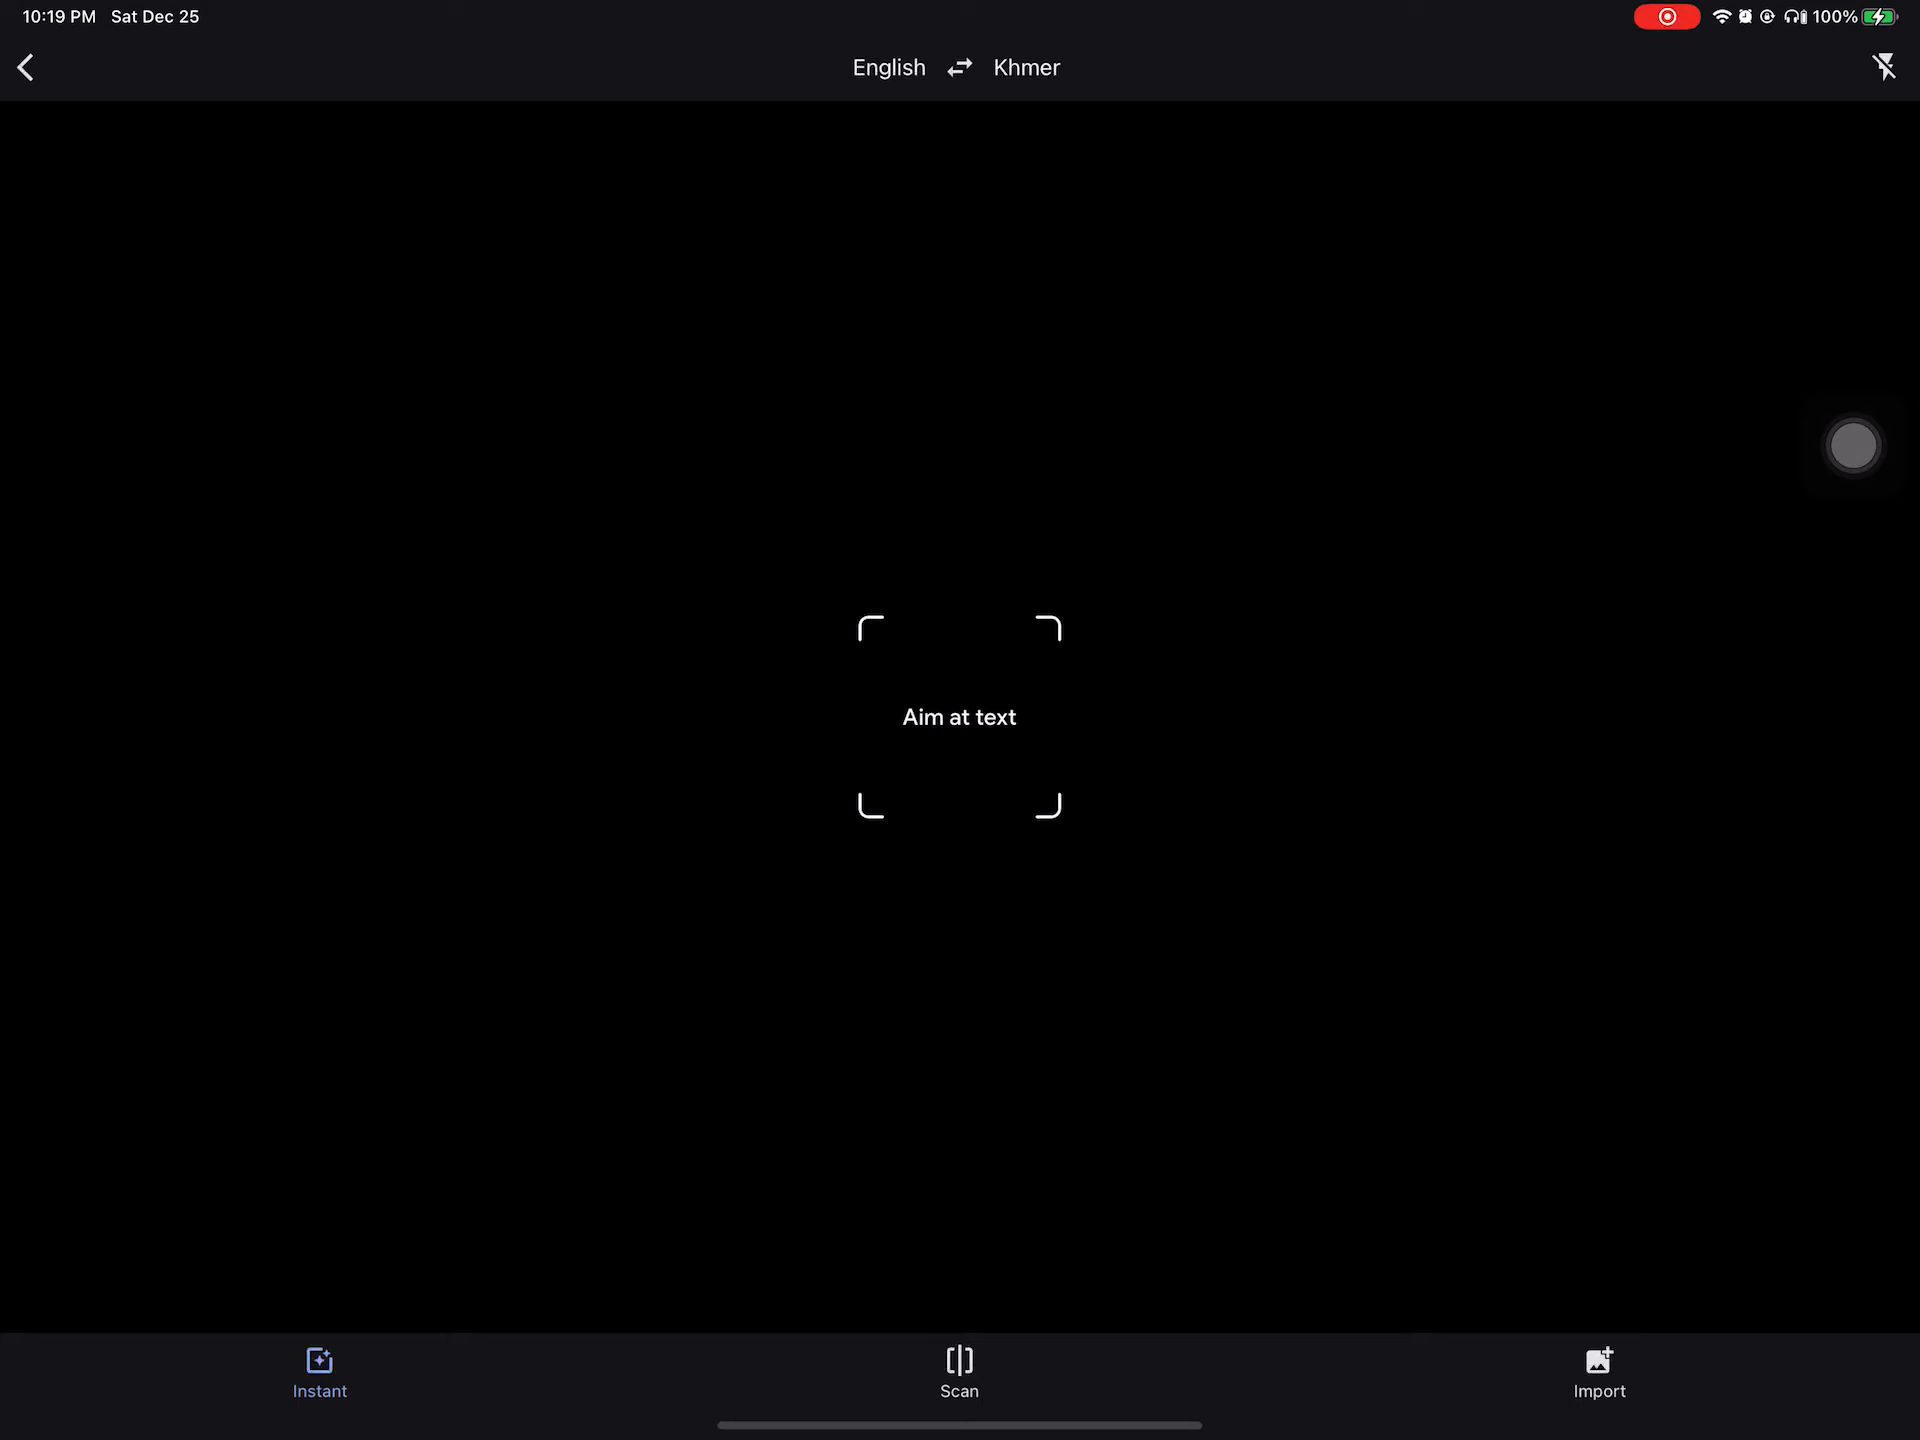 10:19 PM Sat Dec 25
100%
English Khmer
Aim at text
Instant
Scan
Import